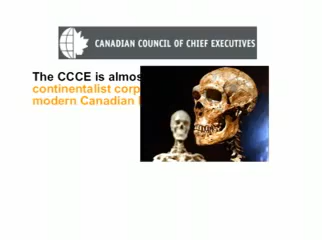 CANADIAN COUNCIL OF CHIEF EXECUTIVES
The CCCE is almos
continentalist corp
modern Canadian